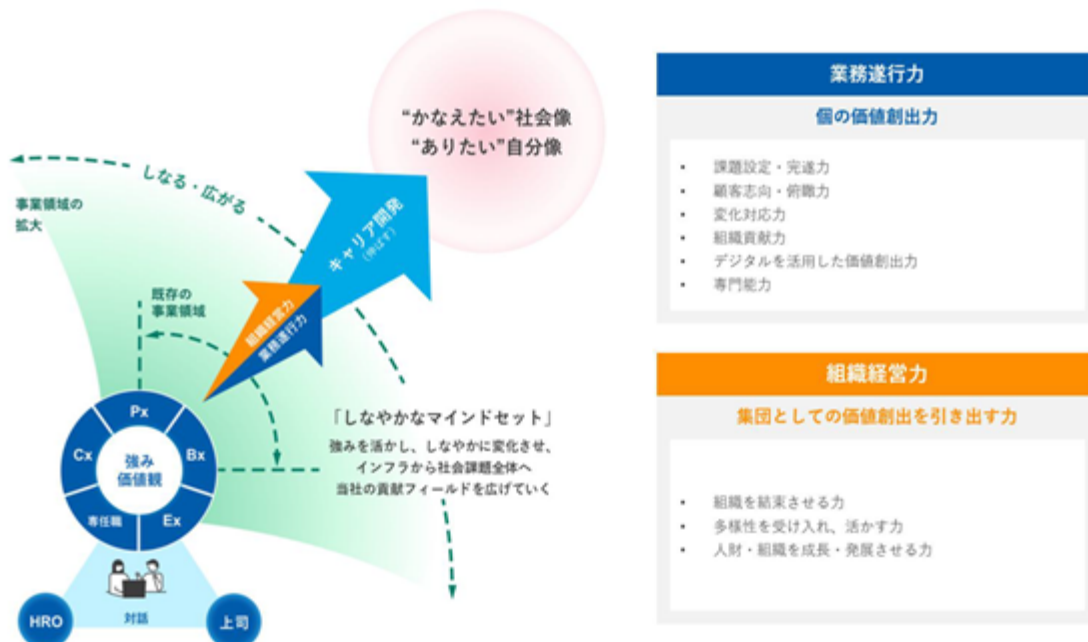 “かなえたい”社会像
“ありたい”自分像
しなる・広がる
事業領域の
拡大
キャリア開発
(伸ばす)
既存の
事業領域
組織経営力
業務遂行力
Px
Cx
Bx
強み
価値観
専任職
Ex
「しなやかなマインドセット」
強みを活かし、しなやかに変化させ、
インフラから社会課題全体へ
当社の貢献フィールドを広げていく
HRO
対話
上司
業務遂行力
個の価値創出力
▪ 課題設定・完遂力
▪ 顧客志向・俯瞰力
▪ 変化対応力
▪ 組織貢献力
▪ デジタルを活用した価値創出力
▪ 専門能力
組織経営力
集団としての価値創出を引き出す力
▪ 組織を結束させる力
▪ 多様性を受け入れ、活かす力
▪ 人財・組織を成長・発展させる力